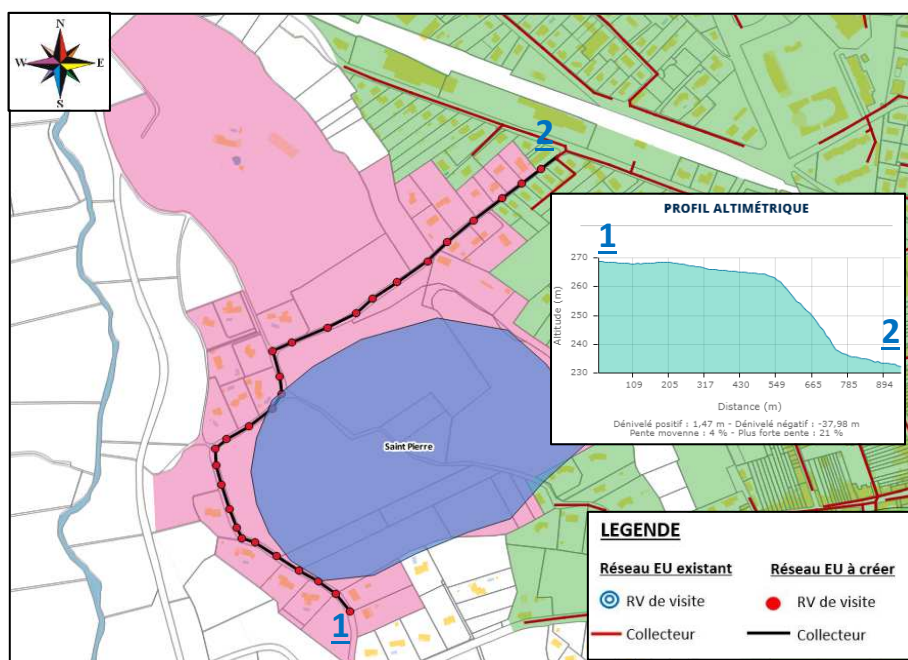 N
W E
S
2
PROFIL ALTIMÉTRIQUE
1
270
260
250
240
230
Altitude (m)
2
109 205 317 430 549 665 785 894
Distance (m)
Dénivelé positif : 1,47 m - Dénivelé négatif : -37,98 m
Pente moyenne : 4 % - Plus forte pente : 21 %
Saint Pierre
1
LEGENDE
Réseau EU existant Réseau EU à créer
RV de visite RV de visite
Collecteur Collecteur